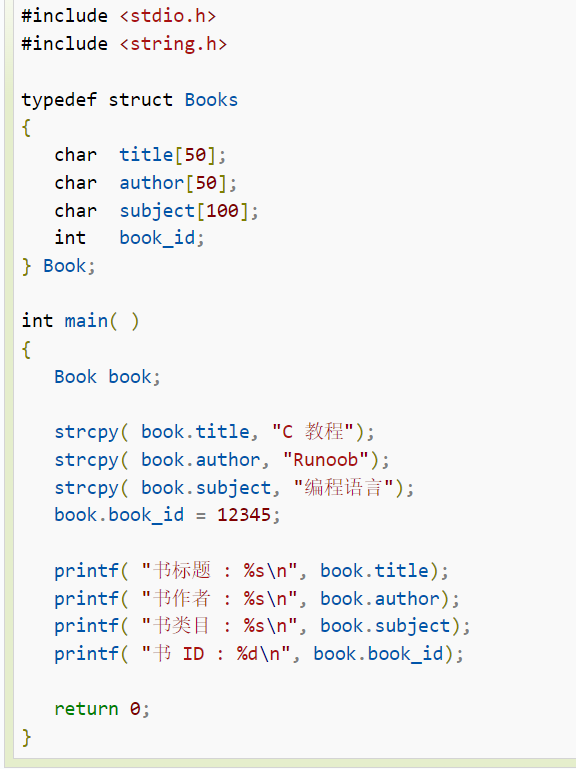 #include <stdio.h>
#include <string.h>
typedef struct Books
{
   char  title[50];
   char  author[50];
   char  subject[100];
   int   book_id;
} Book;
int main( )
{
   Book book;
   strcpy( book.title, "C 教程");
   strcpy( book.author, "Runoob");
   strcpy( book.subject, "编程语言");
   book.book_id = 12345;
   printf( "书标题 : %s\n", book.title);
   printf( "书作者 : %s\n", book.author);
   printf( "书类目 : %s\n", book.subject);
   printf( "书 ID : %d\n", book.book_id);
   return 0;
}